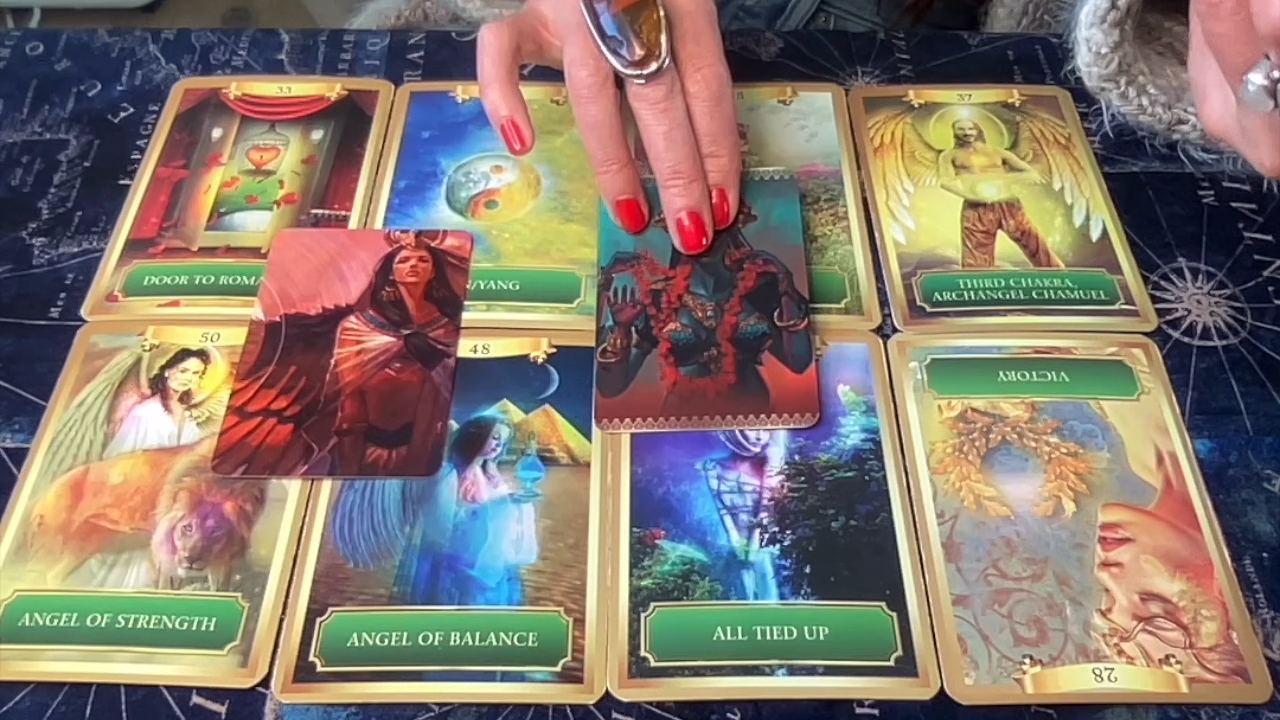 33
37
DOOR TO
YANG
THIRD CHAKRA,
ARCHANGEL CHAMUEL
50
48
VICTORY
ANGEL OF STRENGTH
ANGEL OF BALANCE
ALL TIED UP
28